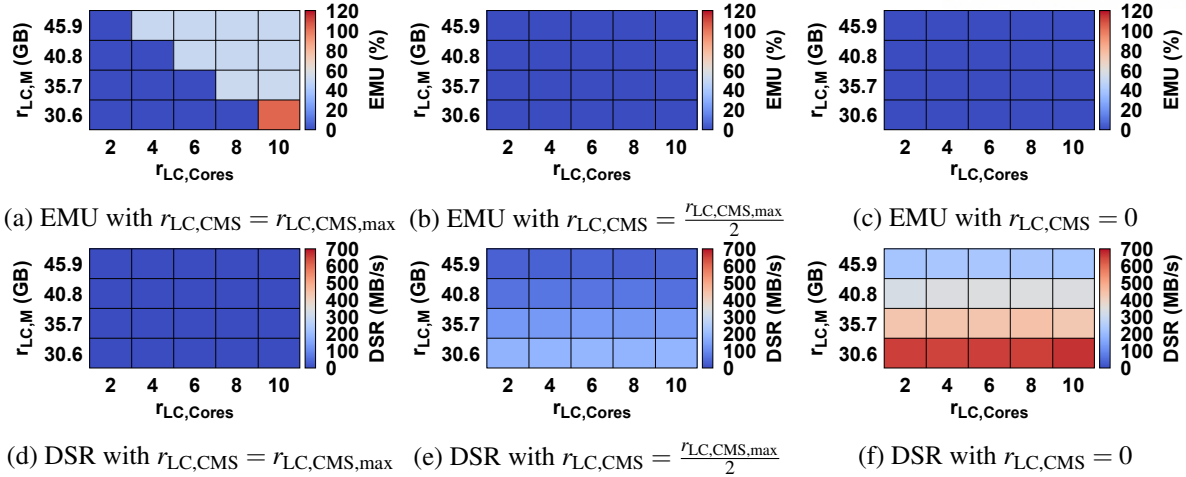 45.9
40.8
35.7
30.6
r_LC,M (GB)
2 4 6 8 10
r_LC,Cores
120
100
80
60
40
20
0
EMU (%)
(a) EMU with r_LC,CMS = r_LC,CMS,max
45.9
40.8
35.7
30.6
r_LC,M (GB)
2 4 6 8 10
r_LC,Cores
120
100
80
60
40
20
0
EMU (%)
(b) EMU with r_LC,CMS = r_LC,CMS,max / 2
45.9
40.8
35.7
30.6
r_LC,M (GB)
2 4 6 8 10
r_LC,Cores
120
100
80
60
40
20
0
EMU (%)
(c) EMU with r_LC,CMS = 0
45.9
40.8
35.7
30.6
r_LC,M (GB)
2 4 6 8 10
r_LC,Cores
700
600
500
400
300
200
100
0
DSR (MB/s)
(d) DSR with r_LC,CMS = r_LC,CMS,max
45.9
40.8
35.7
30.6
r_LC,M (GB)
2 4 6 8 10
r_LC,Cores
700
600
500
400
300
200
100
0
DSR (MB/s)
(e) DSR with r_LC,CMS = r_LC,CMS,max / 2
45.9
40.8
35.7
30.6
r_LC,M (GB)
2 4 6 8 10
r_LC,Cores
700
600
500
400
300
200
100
0
DSR (MB/s)
(f) DSR with r_LC,CMS = 0